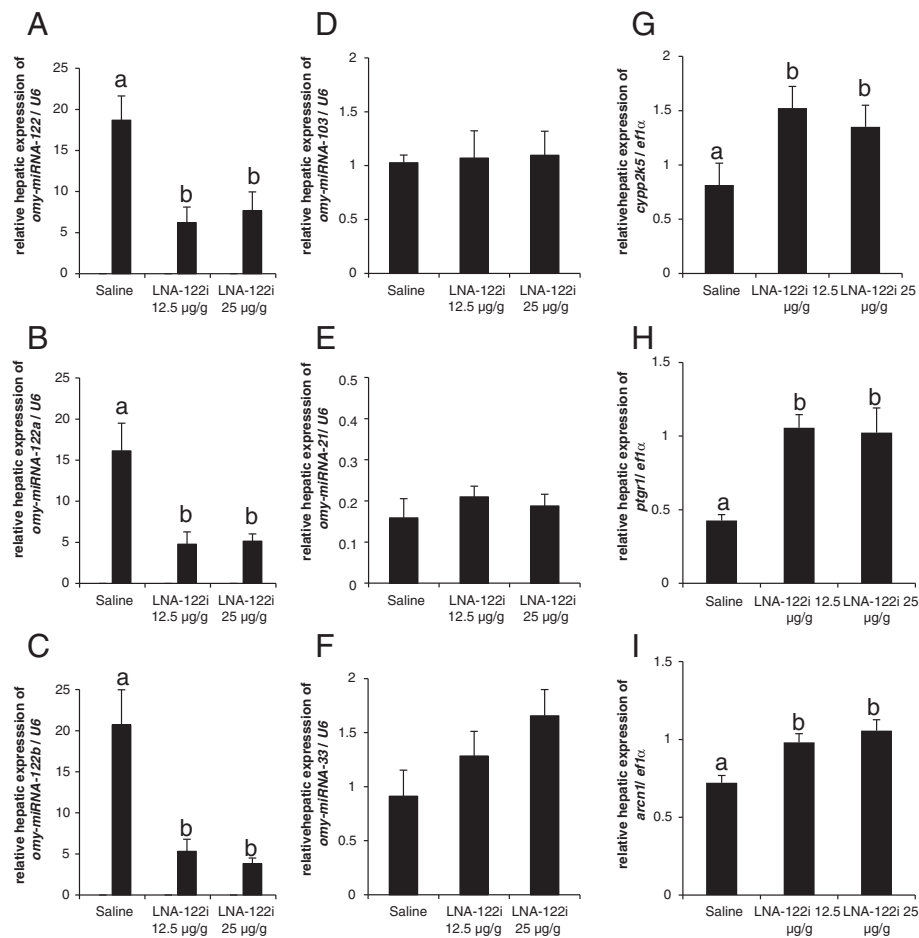 A
relative hepatic expresssion of
omy-miRNA-122 / U6
25
20
15
10
5
0
a
b
b
Saline
LNA-122i
12.5 µg/g
LNA-122i
25 µg/g
B
relative hepatic expresssion of
omy-miRNA-122a / U6
25
20
15
10
5
0
a
b
b
Saline
LNA-122i
12.5 µg/g
LNA-122i
25 µg/g
C
relative hepatic expresssion of
omy-miRNA-122b / U6
25
20
15
10
5
0
a
b
b
Saline
LNA-122i
12.5 µg/g
LNA-122i
25 µg/g
D
relative hepatic expresssion of
omy-miRNA-103 / U6
2
1.5
1
0.5
0
Saline
LNA-122i
12.5 µg/g
LNA-122i
25 µg/g
E
relative hepatic expresssion of
omy-miRNA-21/ U6
0.5
0.4
0.3
0.2
0.1
0
Saline
LNA-122i
12.5 µg/g
LNA-122i
25 µg/g
F
relativehepatic expresssion of
omy-miRNA-33 / U6
2
1.5
1
0.5
0
Saline
LNA-122i
12.5 µg/g
LNA-122i
25 µg/g
G
relativehepatic expression of
cypp2k5 / ef1α
2
1.5
1
0.5
0
a
b
b
Saline
LNA-122i 12.5
µg/g
LNA-122i 25
µg/g
H
relative hepatic expression of
ptgr1/ ef1α
1.5
1
0.5
0
a
b
b
Saline
LNA-122i 12.5
µg/g
LNA-122i 25
µg/g
I
relative hepatic expression of
arcn1/ ef1α
1.5
1
0.5
0
a
b
b
Saline
LNA-122i 12.5
µg/g
LNA-122i 25
µg/g